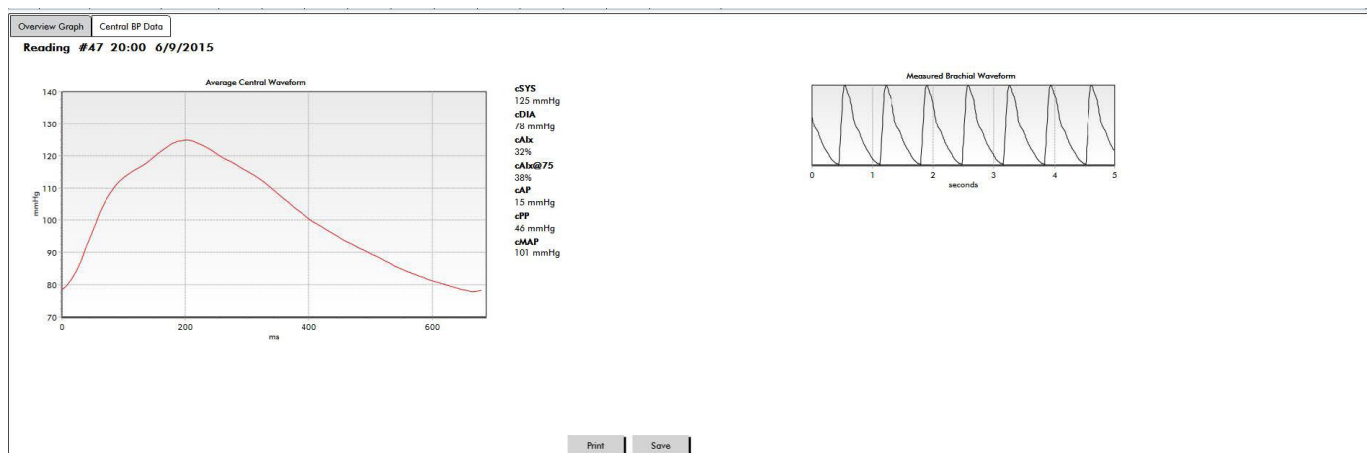 Overview Graph
Central BP Data
Reading #47 20:00 6/9/2015
Average Central Waveform
140
130
120
110
100
90
80
70
mmHg
0
200
400
600
ms
cSYS
125 mmHg
cDIA
78 mmHg
cAIx
32%
cAIx@75
38%
cAP
15 mmHg
cPP
46 mmHg
cMAP
101 mmHg
Measured Brachial Waveform
0
1
2
3
4
5
seconds
Print
Save